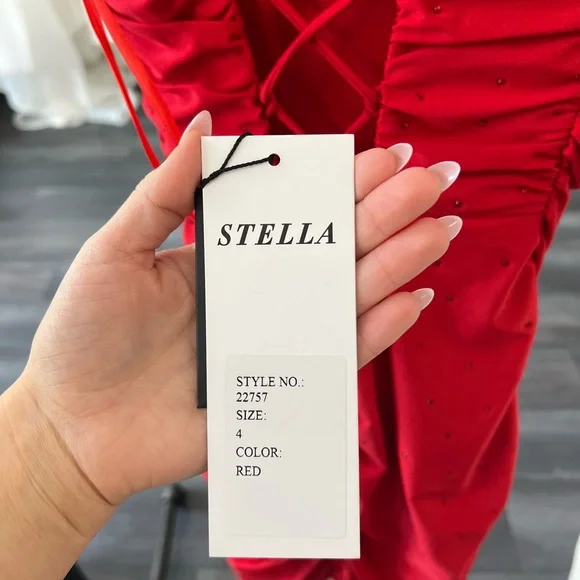 STELLA
STYLE NO.:
22757
SIZE:
4
COLOR:
RED